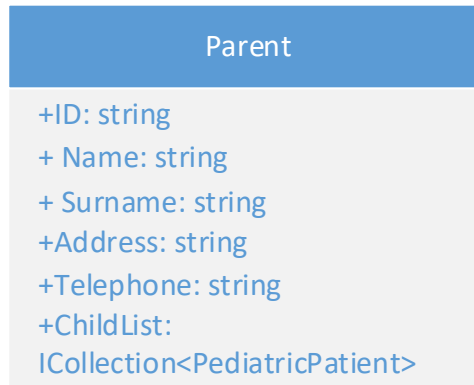 Parent
+ID: string
+ Name: string
+ Surname: string
+Address: string
+Telephone: string
+ChildList:
ICollection<PediatricPatient>